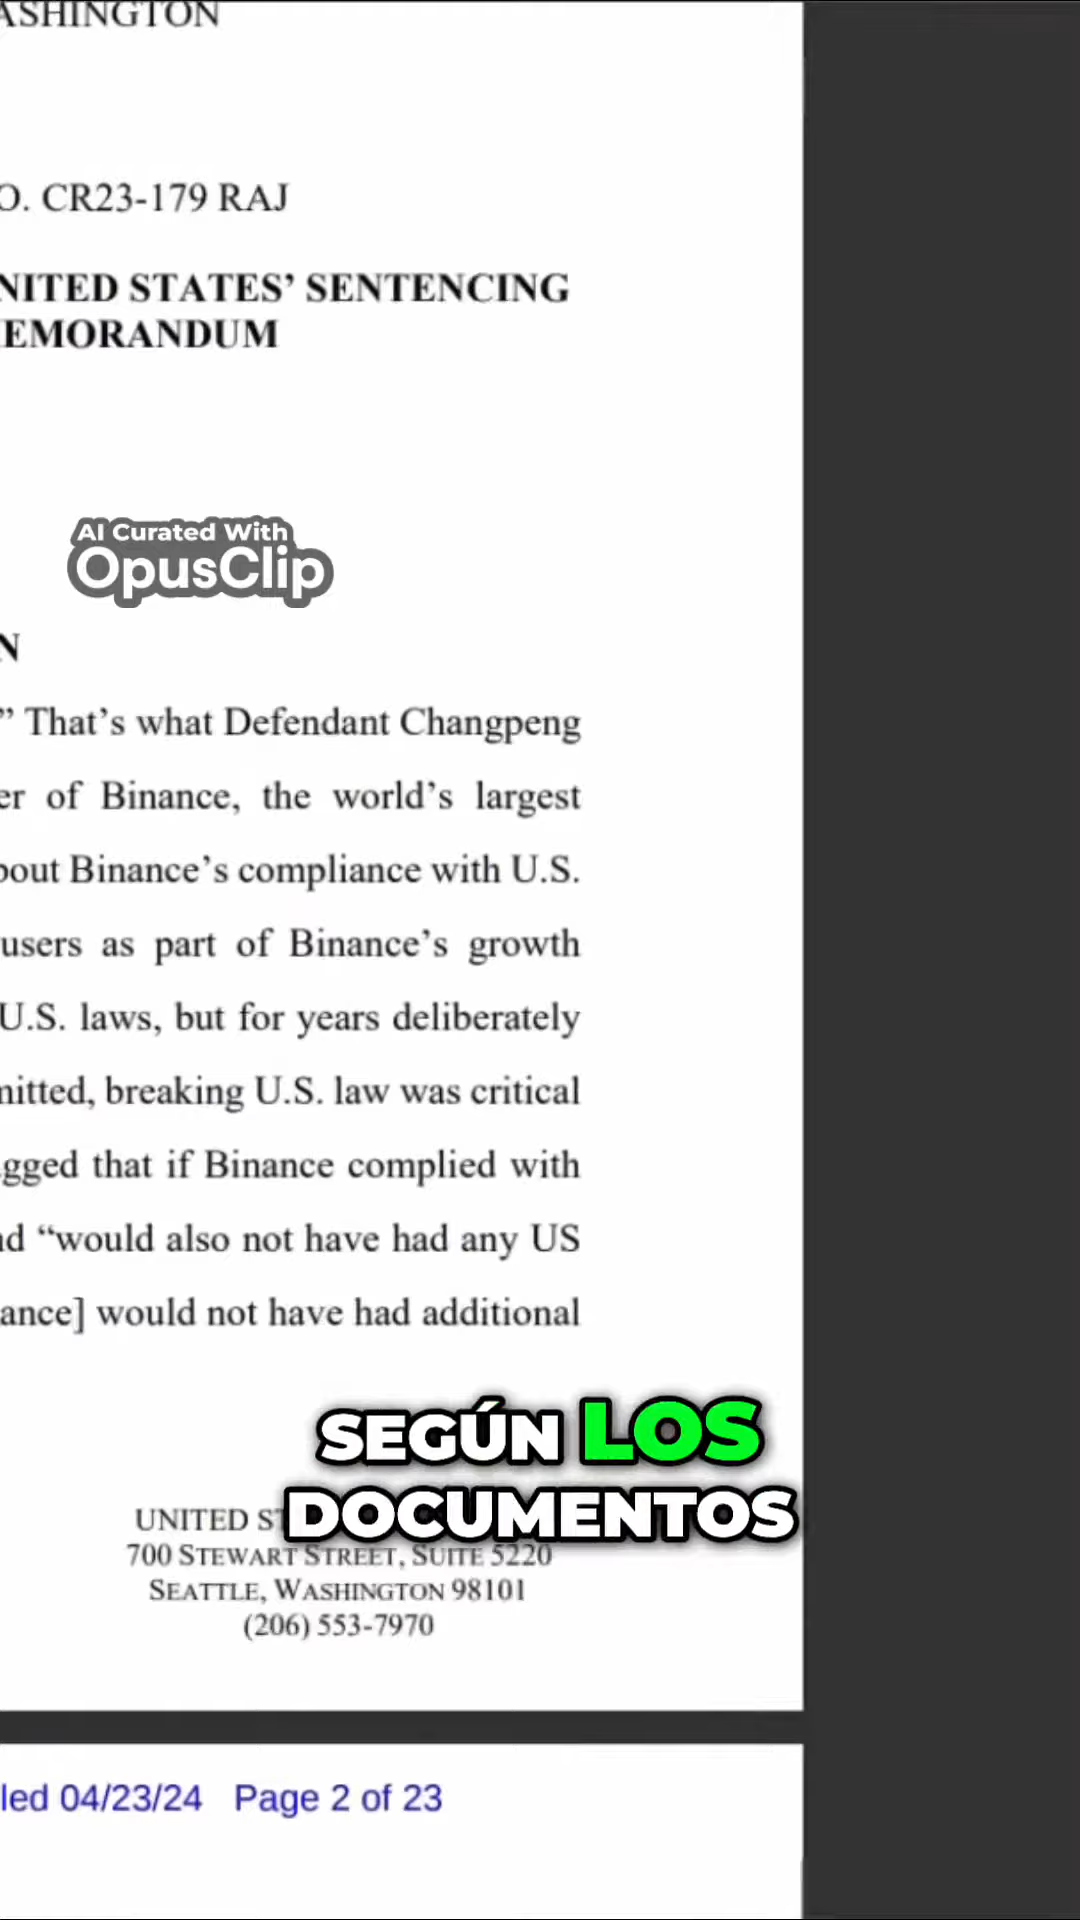 ASHINGTON
O. CR23-179 RAJ
NITED STATES’ SENTENCING
EMORANDUM
AI Curated With
OpusClip
N
” That’s what Defendant Changpeng
er of Binance, the world’s largest
bout Binance’s compliance with U.S.
users as part of Binance’s growth
U.S. laws, but for years deliberately
mitted, breaking U.S. law was critical
gged that if Binance complied with
nd “would also not have had any US
ance] would not have had additional
SEGÚN LOS
DOCUMENTOS
UNITED S
700 STEWART STREET, SUITE 5220
SEATTLE, WASHINGTON 98101
(206) 553-7970
led 04/23/24 Page 2 of 23